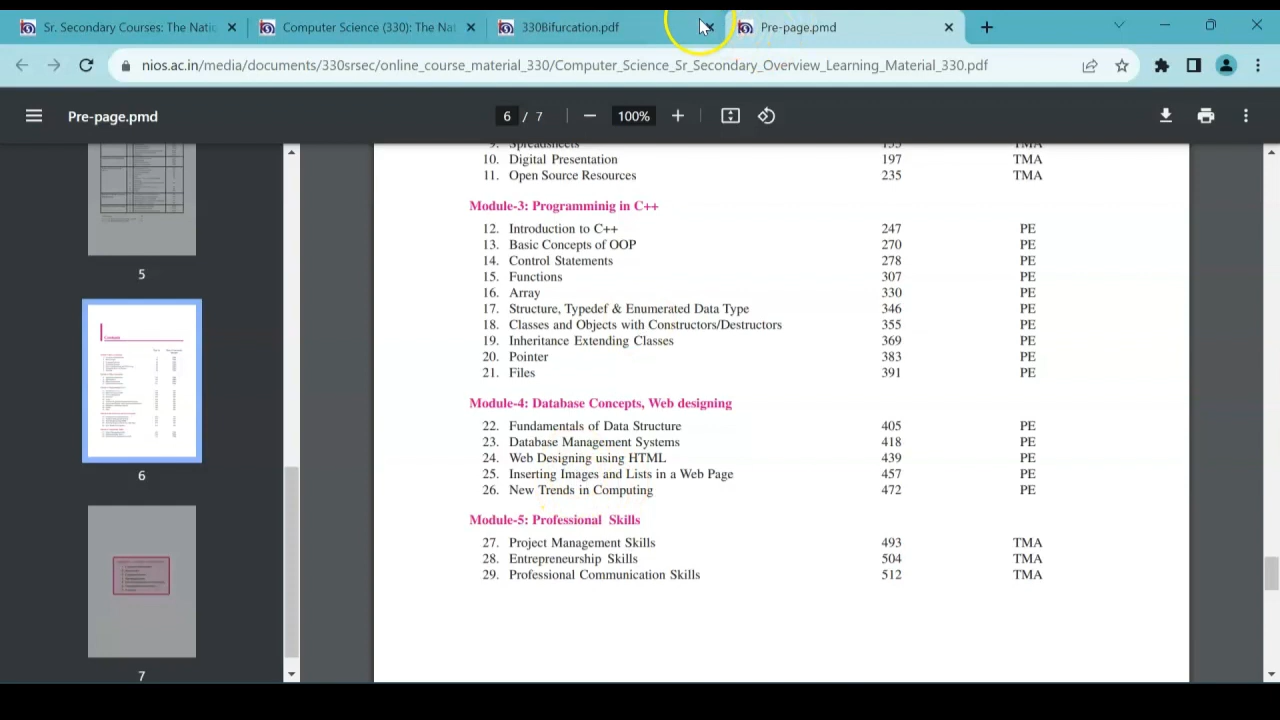 Sr. Secondary Courses: The Natio
Computer Science (330): The Nat
330Bifurcation.pdf
Pre-page.pmd
nios.ac.in/media/documents/330srsec/online_course_material_330/Computer_Science_Sr_Secondary_Overview_Learning_Material_330.pdf
Pre-page.pmd
6 / 7
100%
9. Spreadsheets 155 TMA
10. Digital Presentation 197 TMA
11. Open Source Resources 235 TMA
Module-3: Programminig in C++
12. Introduction to C++ 247 PE
13. Basic Concepts of OOP 270 PE
14. Control Statements 278 PE
15. Functions 307 PE
16. Array 330 PE
17. Structure, Typedef & Enumerated Data Type 346 PE
18. Classes and Objects with Constructors/Destructors 355 PE
19. Inheritance Extending Classes 369 PE
20. Pointer 383 PE
21. Files 391 PE
Module-4: Database Concepts, Web designing
22. Fundamentals of Data Structure 405 PE
23. Database Management Systems 418 PE
24. Web Designing using HTML 439 PE
25. Inserting Images and Lists in a Web Page 457 PE
26. New Trends in Computing 472 PE
Module-5: Professional Skills
27. Project Management Skills 493 TMA
28. Entrepreneurship Skills 504 TMA
29. Professional Communication Skills 512 TMA
5
6
7